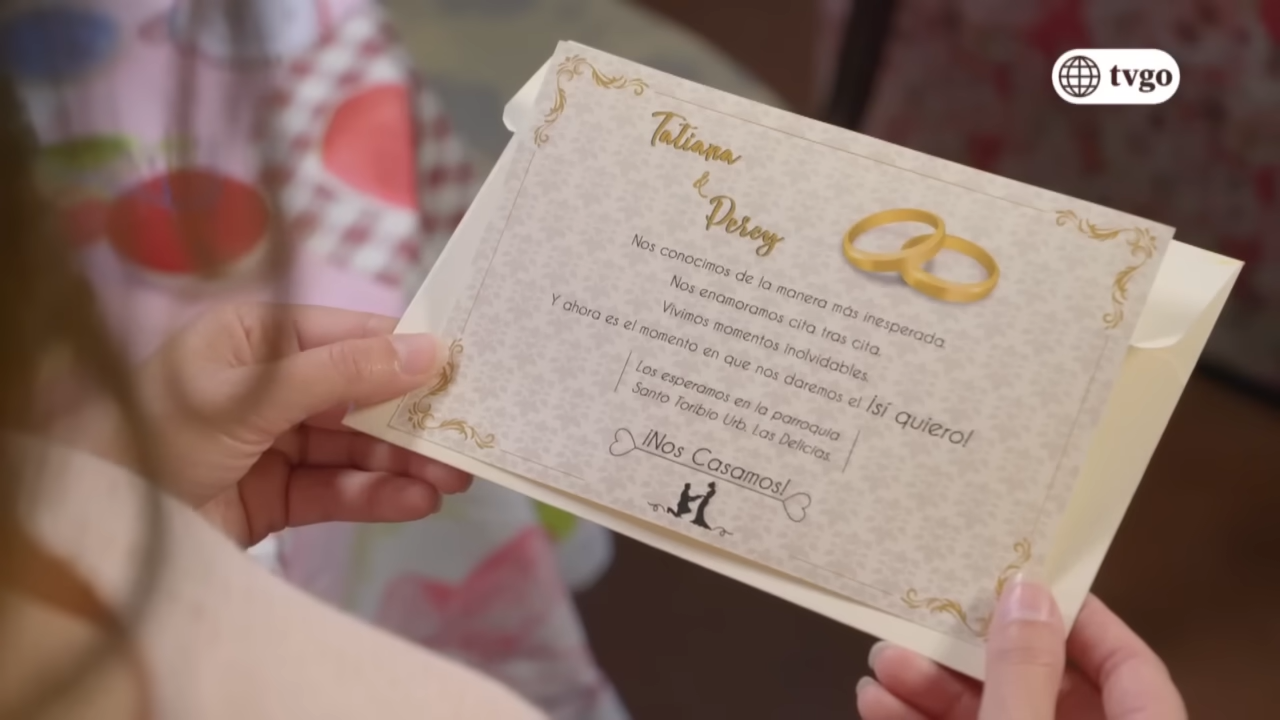 tvgo
Tatiana
&
Percy
Nos conocimos de la manera más inesperada.
Nos enamoramos cita tras cita.
Vivimos momentos inolvidables.
Y ahora es el momento en que nos daremos el ¡sí quiero!
Los esperamos en la parroquia
Santo Toribio Urb. Las Delicias.
¡Nos Casamos!